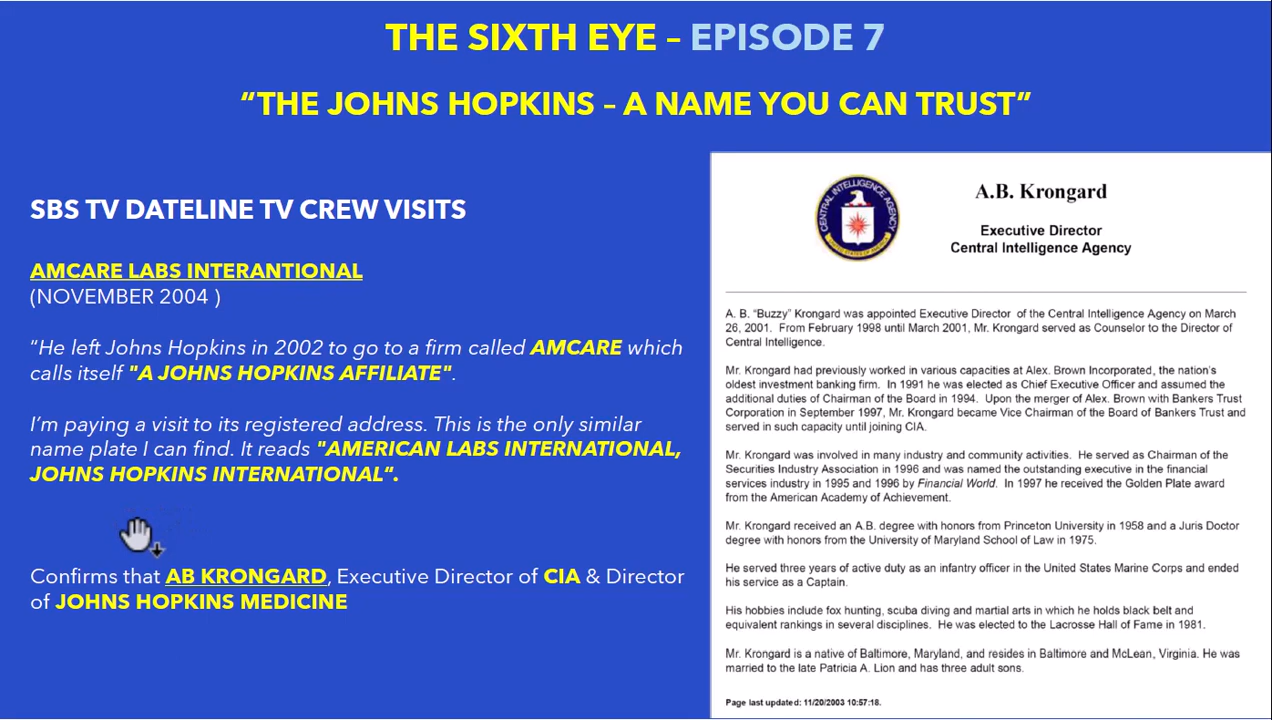 THE SIXTH EYE – EPISODE 7
“THE JOHNS HOPKINS – A NAME YOU CAN TRUST”
SBS TV DATELINE TV CREW VISITS
AMCARE LABS INTERANTIONAL
(NOVEMBER 2004 )
“He left Johns Hopkins in 2002 to go to a firm called AMCARE which
calls itself "A JOHNS HOPKINS AFFILIATE".
I’m paying a visit to its registered address. This is the only similar
name plate I can find. It reads "AMERICAN LABS INTERNATIONAL,
JOHNS HOPKINS INTERNATIONAL“.
Confirms that AB KRONGARD, Executive Director of CIA & Director
of JOHNS HOPKINS MEDICINE
CENTRAL INTELLIGENCE AGENCY
UNITED STATES OF AMERICA
A.B. Krongard
Executive Director
Central Intelligence Agency
A. B. “Buzzy” Krongard was appointed Executive Director of the Central Intelligence Agency on March
26, 2001. From February 1998 until March 2001, Mr. Krongard served as Counselor to the Director of
Central Intelligence.
Mr. Krongard had previously worked in various capacities at Alex. Brown Incorporated, the nation’s
oldest investment banking firm. In 1991 he was elected as Chief Executive Officer and assumed the
additional duties of Chairman of the Board in 1994. Upon the merger of Alex. Brown with Bankers Trust
Corporation in September 1997, Mr. Krongard became Vice Chairman of the Board of Bankers Trust and
served in such capacity until joining CIA.
Mr. Krongard was involved in many industry and community activities. He served as Chairman of the
Securities Industry Association in 1996 and was named the outstanding executive in the financial
services industry in 1995 and 1996 by Financial World. In 1997 he received the Golden Plate award
from the American Academy of Achievement.
Mr. Krongard received an A.B. degree with honors from Princeton University in 1958 and a Juris Doctor
degree with honors from the University of Maryland School of Law in 1975.
He served three years of active duty as an infantry officer in the United States Marine Corps and ended
his service as a Captain.
His hobbies include fox hunting, scuba diving and martial arts in which he holds black belt and
equivalent rankings in several disciplines. He was elected to the Lacrosse Hall of Fame in 1981.
Mr. Krongard is a native of Baltimore, Maryland, and resides in Baltimore and McLean, Virginia. He was
married to the late Patricia A. Lion and has three adult sons.
Page last updated: 11/20/2003 10:57:18.